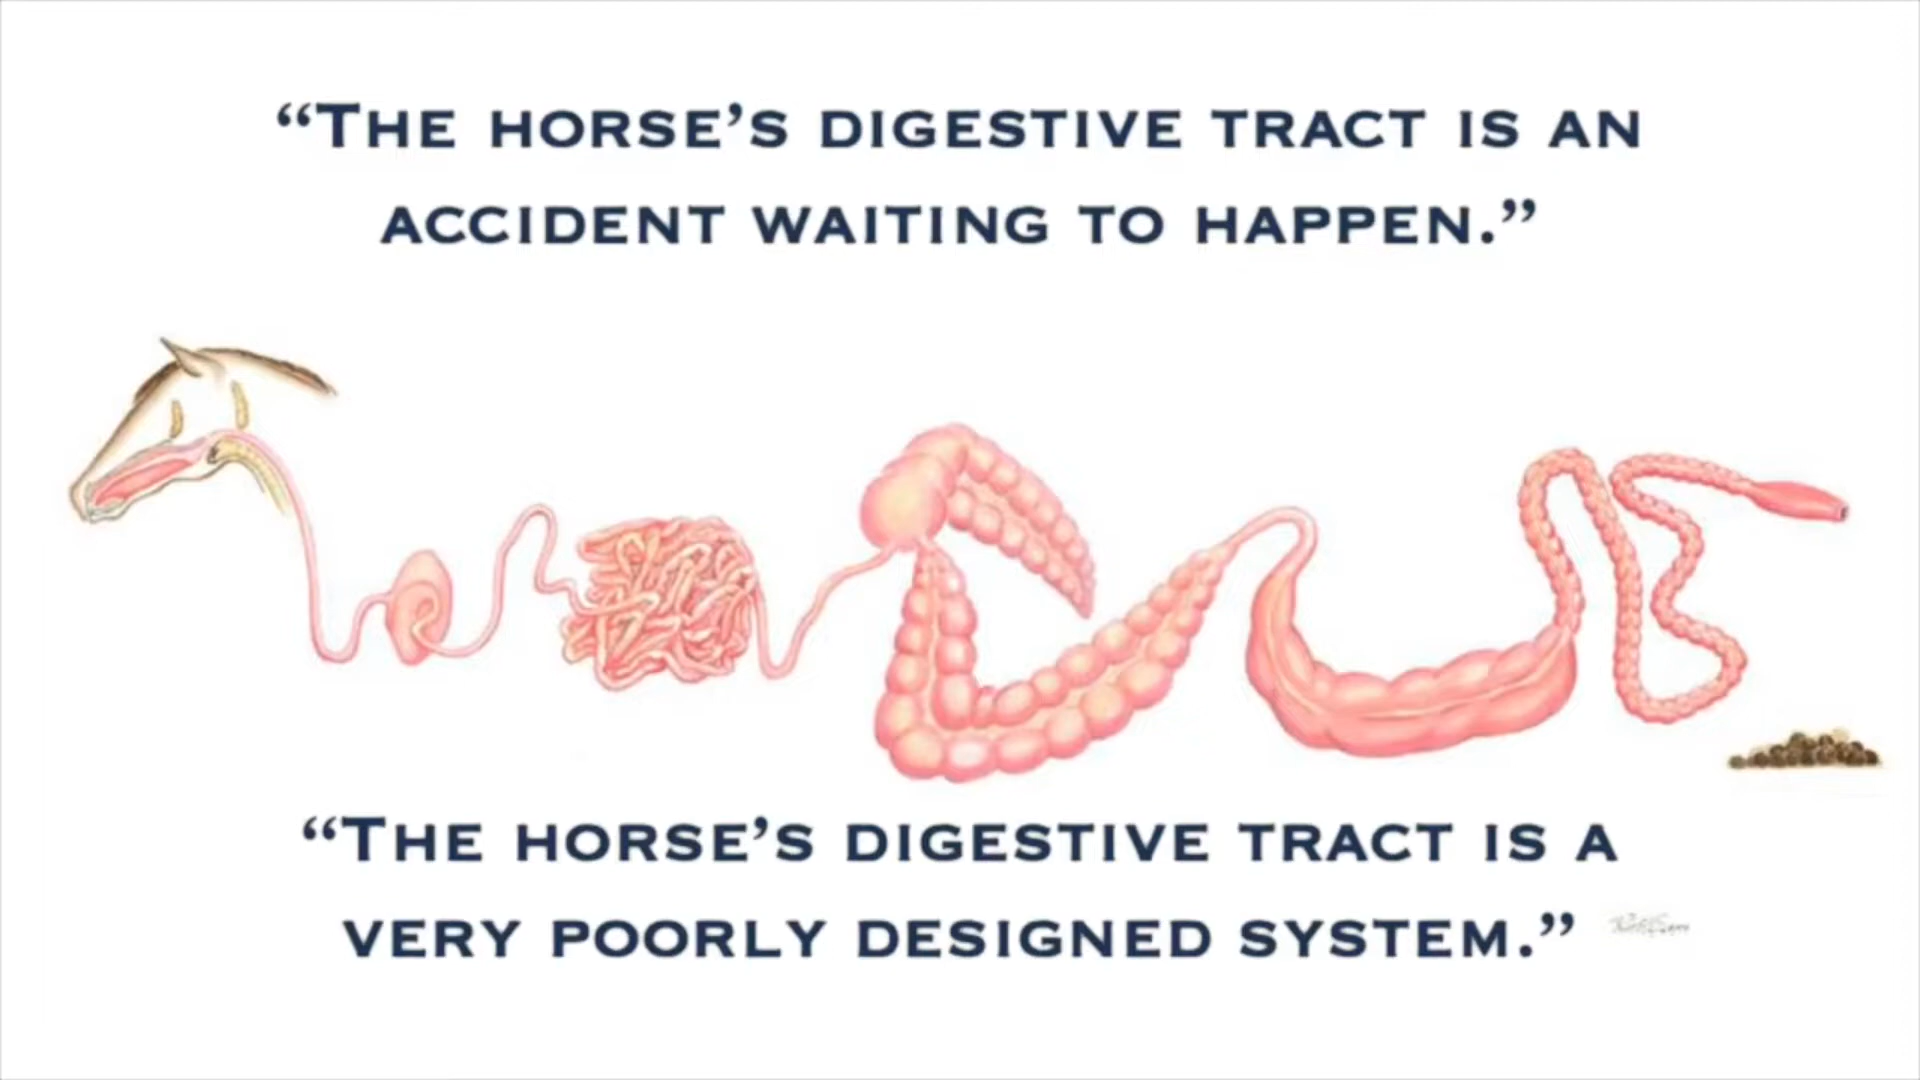 “The horse’s digestive tract is an
accident waiting to happen.”
“The horse’s digestive tract is a
very poorly designed system.”